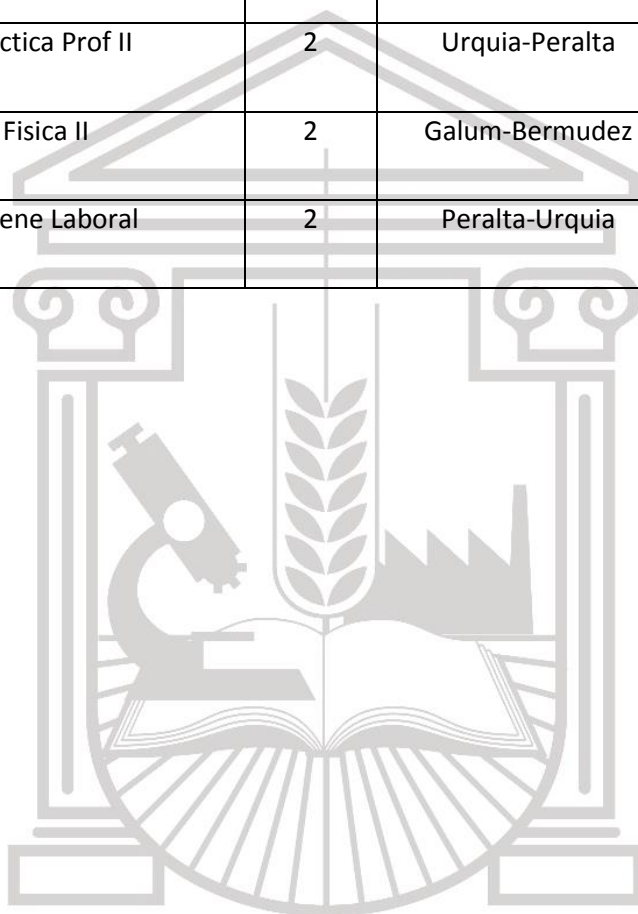 ctica Prof II 2 Urquia-Peralta
Fisica II 2 Galum-Bermudez
ene Laboral 2 Peralta-Urquia